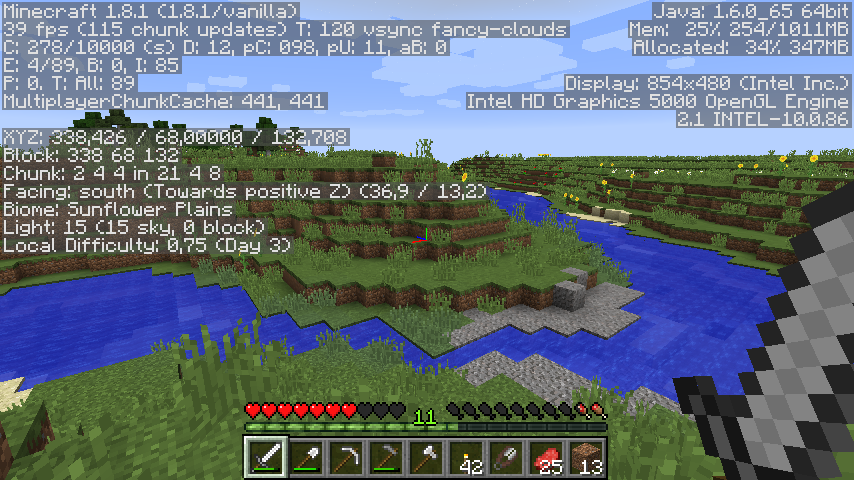 Minecraft 1.8.1 (1.8.1/vanilla)
39 fps (115 chunk updates) T: 120 vsync fancy-clouds
C: 278/10000 (s) D: 12, pC: 098, pU: 11, aB: 0
E: 4/89, B: 0, I: 85
P: 0, T: All: 89
MultiplayerChunkCache: 441, 441
XYZ: 338,426 / 68,00000 / 132,708
Block: 338 68 132
Chunk: 2 4 4 in 21 4 8
Facing: south (Towards positive Z) (36,9 / 13,2)
Biome: Sunflower Plains
Light: 15 (15 sky, 0 block)
Local Difficulty: 0,75 (Day 3)
Java: 1.6.0_65 64bit
Mem: 25% 254/1011MB
Allocated: 34% 347MB
Display: 854x480 (Intel Inc.)
Intel HD Graphics 5000 OpenGL Engine
2.1 INTEL-10.0.86
11
42
25
13